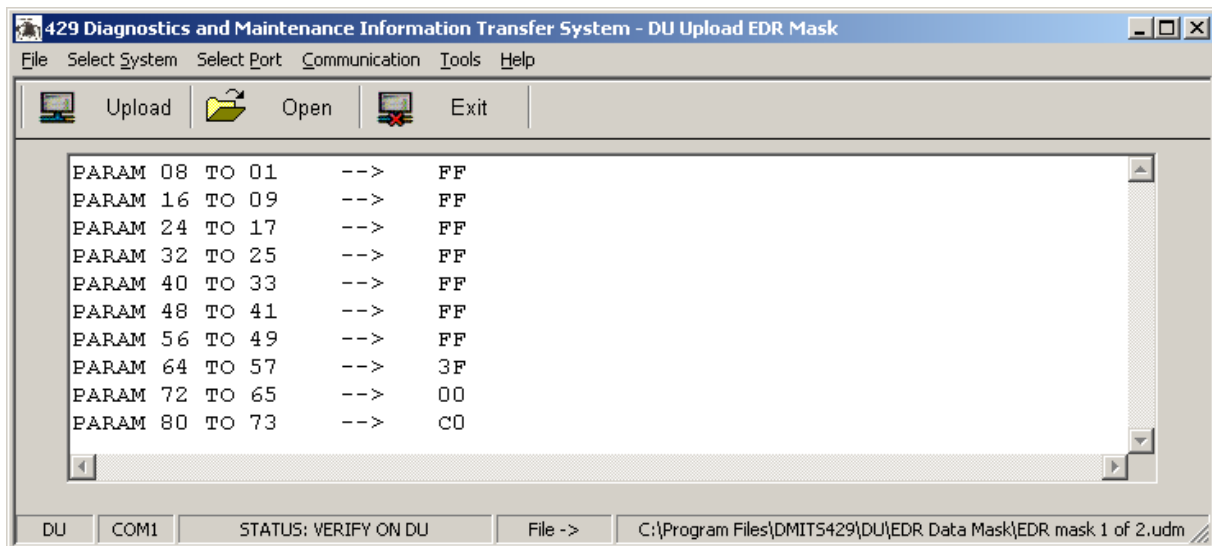 429 Diagnostics and Maintenance Information Transfer System - DU Upload EDR Mask
File Select System Select Port Communication Tools Help
Upload Open Exit
PARAM 08 TO 01 --> FF
PARAM 16 TO 09 --> FF
PARAM 24 TO 17 --> FF
PARAM 32 TO 25 --> FF
PARAM 40 TO 33 --> FF
PARAM 48 TO 41 --> FF
PARAM 56 TO 49 --> FF
PARAM 64 TO 57 --> 3F
PARAM 72 TO 65 --> 00
PARAM 80 TO 73 --> C0
DU COM1 STATUS: VERIFY ON DU File -> C:\Program Files\DMITS429\DU\EDR Data Mask\EDR mask 1 of 2.udm